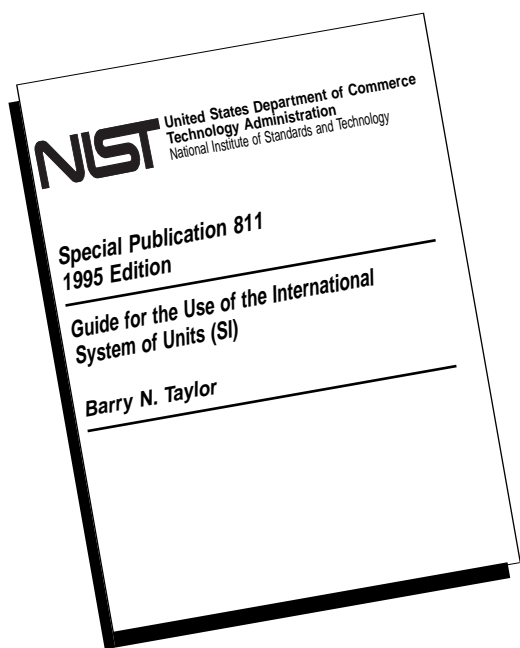 NIST
United States Department of Commerce
Technology Administration
National Institute of Standards and Technology
Special Publication 811
1995 Edition
Guide for the Use of the International
System of Units (SI)
Barry N. Taylor